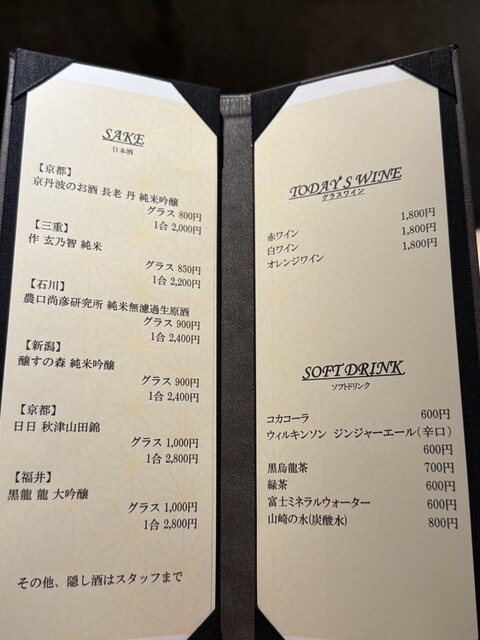 SAKE
日本酒
【京都】
京丹波のお酒 長老 丹 純米吟醸
グラス 800円
1合 2,000円
【三重】
作 玄乃智 純米
グラス 850円
1合 2,200円
【石川】
農口尚彦研究所 純米無濾過生原酒
グラス 900円
1合 2,400円
【新潟】
醸すの森 純米吟醸
グラス 900円
1合 2,400円
【京都】
日日 秋津山田錦
グラス 1,000円
1合 2,800円
【福井】
黒龍 龍 大吟醸
グラス 1,000円
1合 2,800円
その他、隠し酒はスタッフまで
TODAY'S WINE
グラスワイン
赤ワイン 1,800円
白ワイン 1,800円
オレンジワイン 1,800円
SOFT DRINK
ソフトドリンク
コカコーラ 600円
ウィルキンソン ジンジャーエール(辛口)
600円
黒烏龍茶 700円
緑茶 600円
富士ミネラルウォーター 600円
山崎の水(炭酸水) 800円